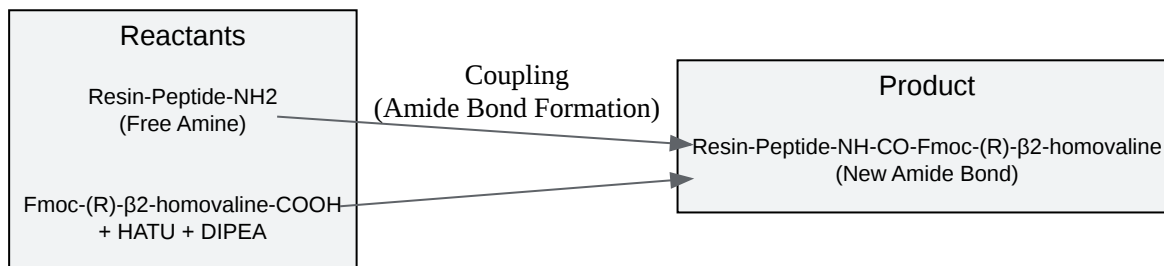 Reactants
Resin-Peptide-NH2
(Free Amine)
Fmoc-(R)-β2-homovaline-COOH
+ HATU + DIPEA
Coupling
(Amide Bond Formation)
Product
Resin-Peptide-NH-CO-Fmoc-(R)-β2-homovaline
(New Amide Bond)